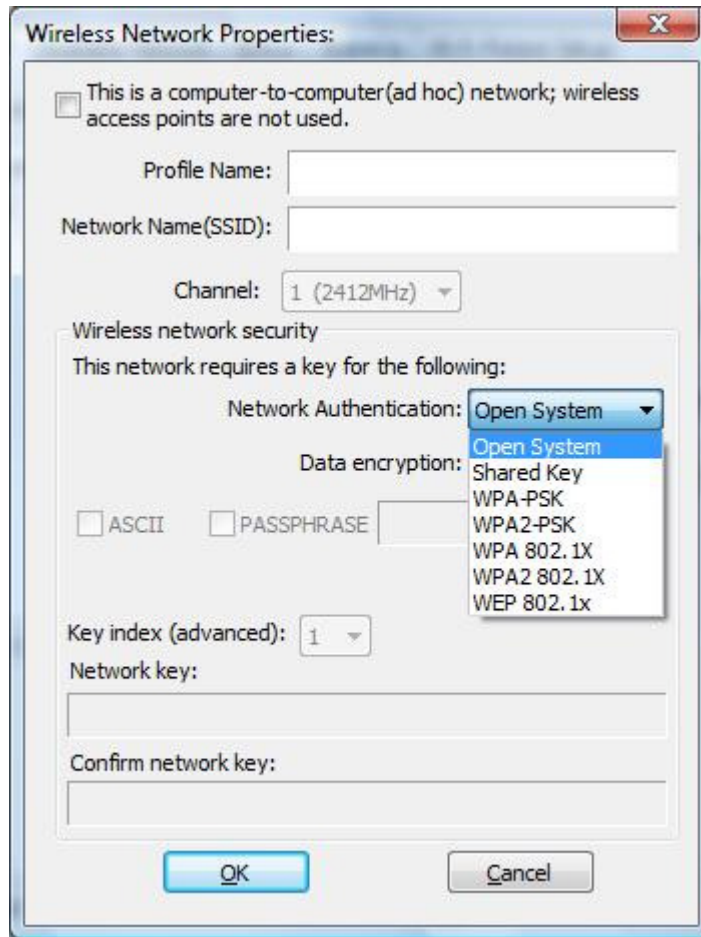 Wireless Network Properties:
This is a computer-to-computer(ad hoc) network; wireless
access points are not used.
Profile Name:
Network Name(SSID):
Channel: 1 (2412MHz)
Wireless network security
This network requires a key for the following:
Network Authentication: Open System
Data encryption:
Open System
Shared Key
WPA-PSK
WPA2-PSK
WPA 802.1X
WPA2 802.1X
WEP 802.1x
ASCII PASSPHRASE
Key index (advanced): 1
Network key:
Confirm network key:
OK Cancel